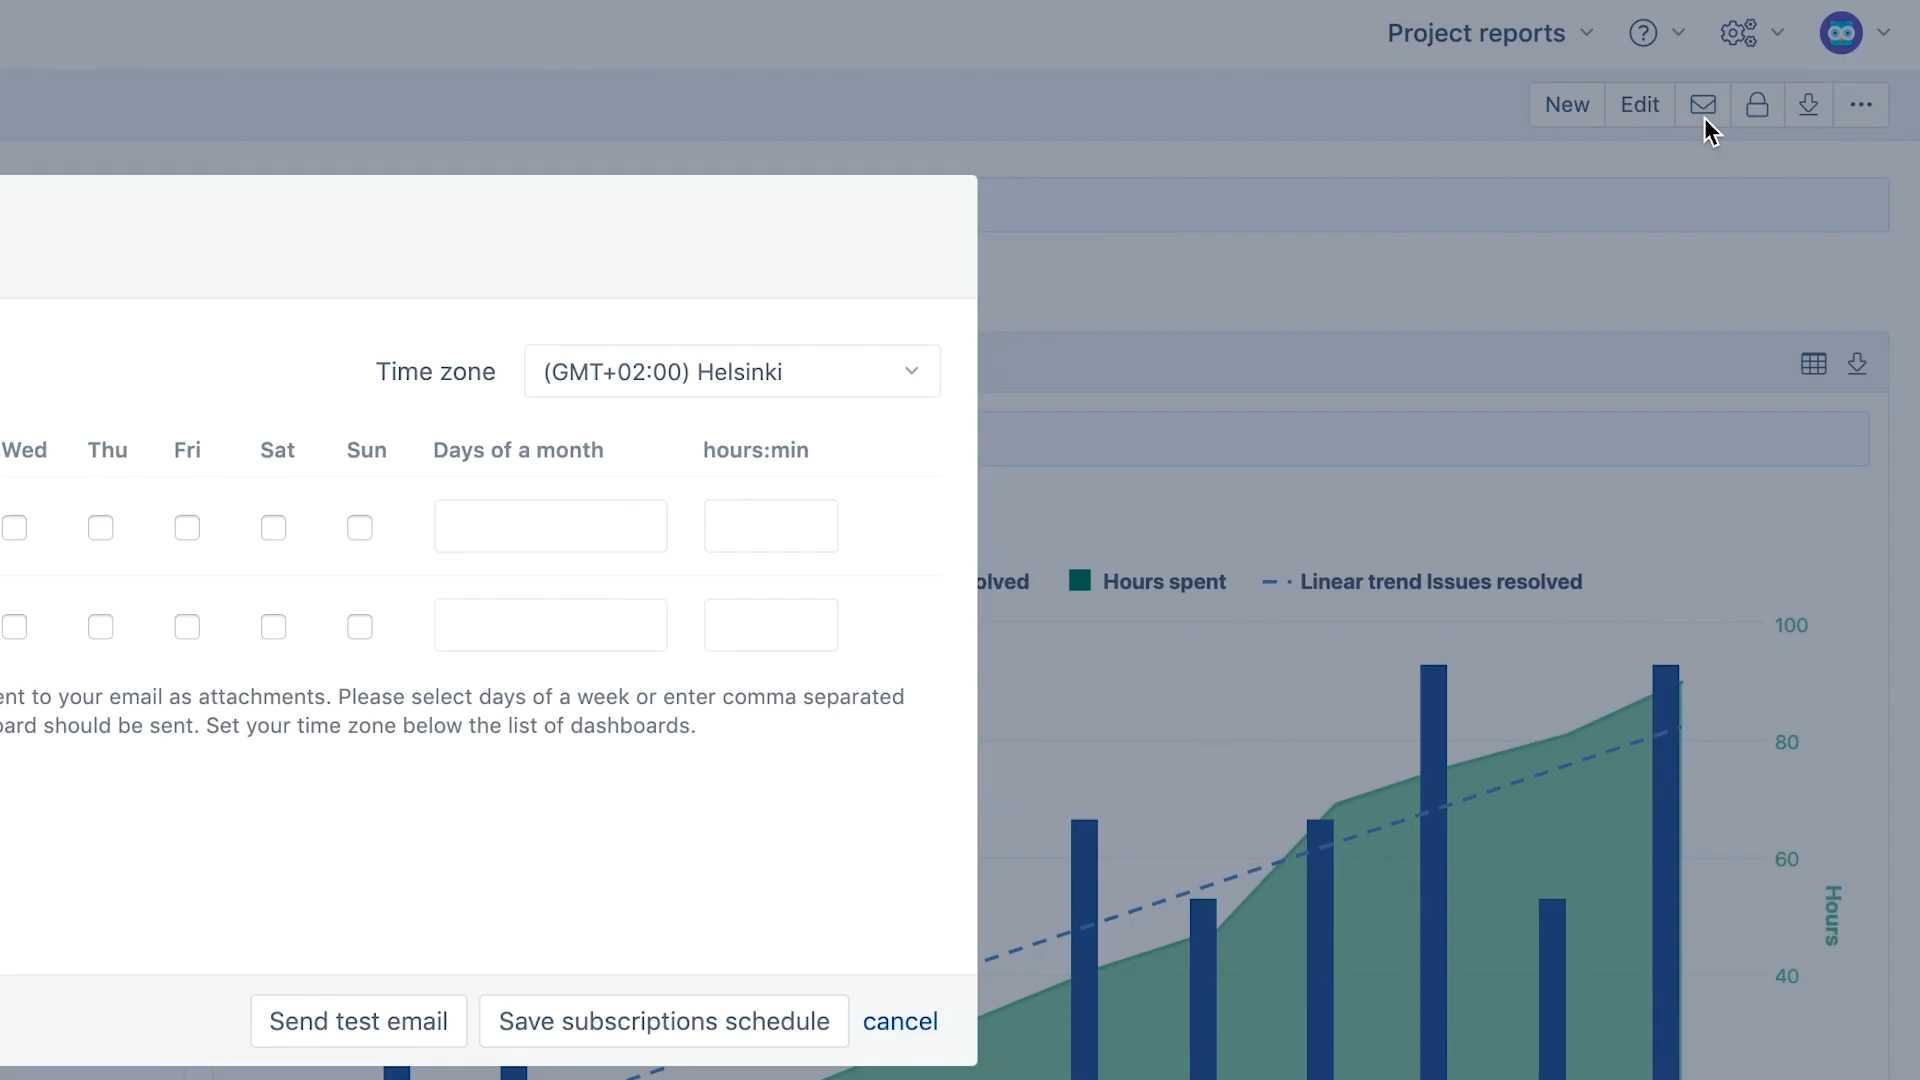 Project reports
New Edit
Time zone (GMT+02:00) Helsinki
Wed Thu Fri Sat Sun Days of a month hours:min
ent to your email as attachments. Please select days of a week or enter comma separated
oard should be sent. Set your time zone below the list of dashboards.
olved Hours spent Linear trend Issues resolved
100
80
60
40
Hours
Send test email Save subscriptions schedule cancel